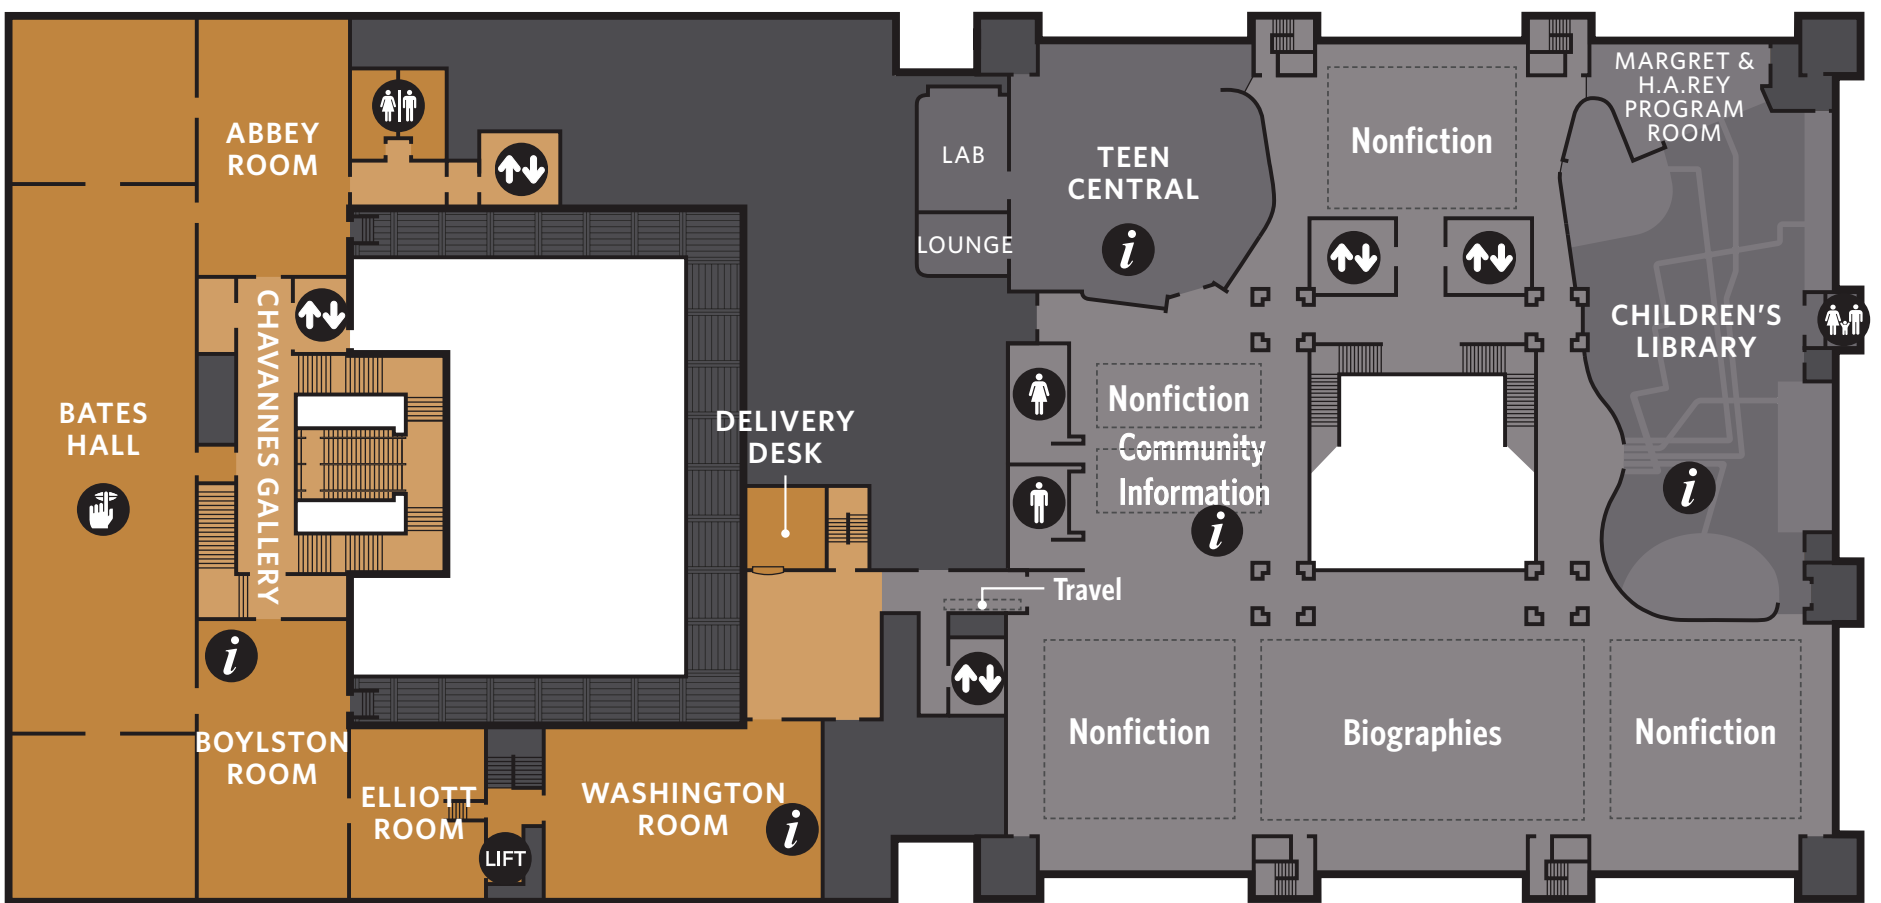 MARGRET &
H.A.REY
PROGRAM
ROOM
ABBEY
ROOM
LAB
TEEN
CENTRAL
Nonfiction
LOUNGE
i
CHAVANNES GALLERY
CHILDREN'S
LIBRARY
BATES
HALL
DELIVERY
DESK
Nonfiction
Community
Information
i
i
Travel
i
BOYLSTON
ROOM
Nonfiction
Biographies
Nonfiction
ELLIOTT
ROOM
WASHINGTON
ROOM
i
LIFT